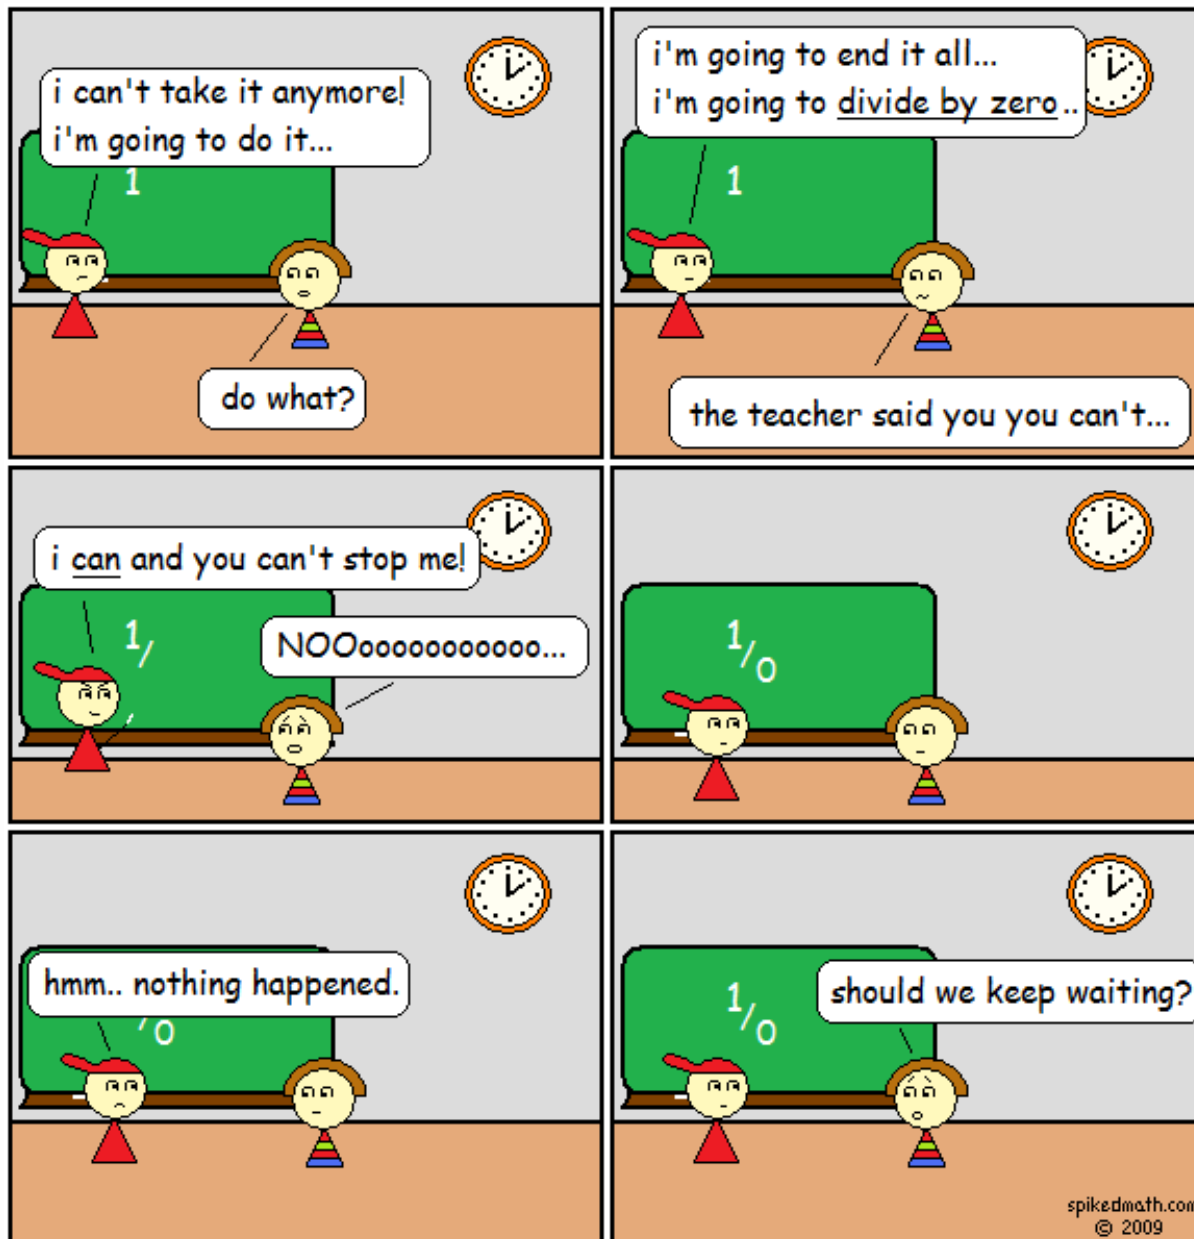 i can't take it anymore!
i'm going to do it...
1
do what?
i'm going to end it all...
i'm going to divide by zero..
1
the teacher said you you can't...
i can and you can't stop me!
1/
NOOooooooooooo...
1/0
hmm.. nothing happened.
/0
should we keep waiting?
1/0
spikedmath.com
© 2009